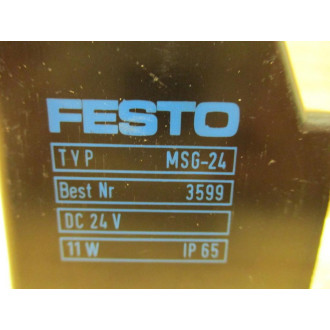 FESTO
TYP MSG-24
Best Nr 3599
DC 24 V
11 W IP 65